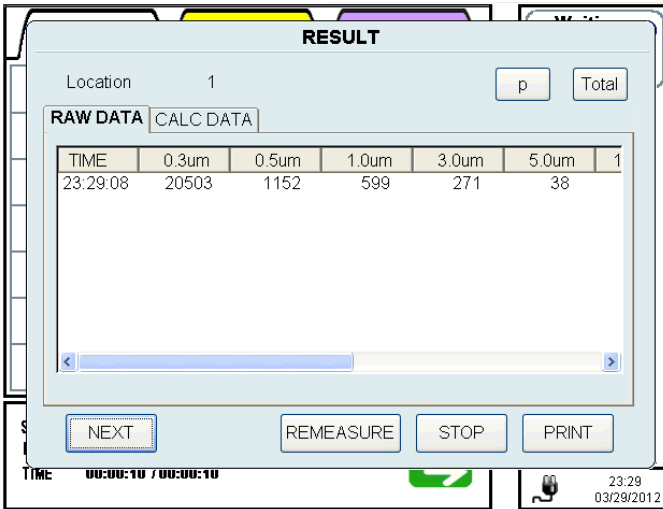 RESULT
Location 1 p Total
RAW DATA CALC DATA
TIME 0.3um 0.5um 1.0um 3.0um 5.0um 1
23:29:08 20503 1152 599 271 38
NEXT REMEASURE STOP PRINT
TIME 00:00:10 / 00:00:10
23:29
03/29/2012